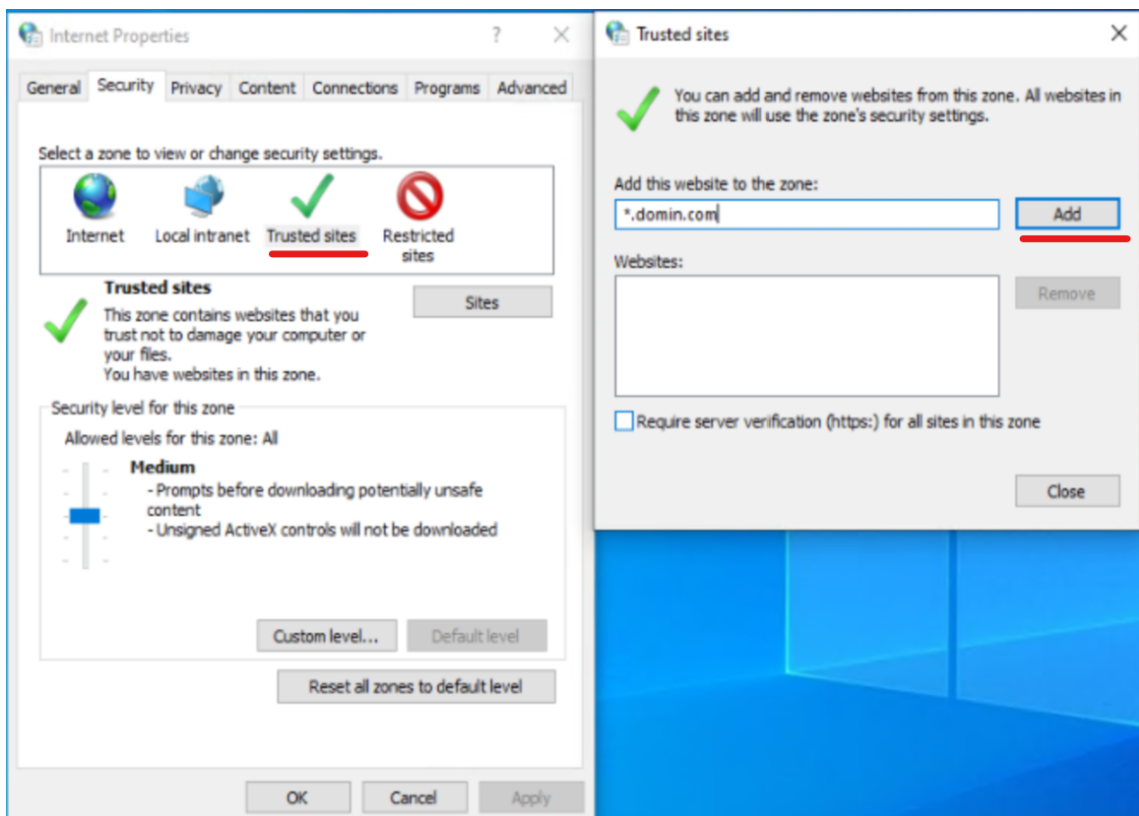 Internet Properties
General Security Privacy Content Connections Programs Advanced
Select a zone to view or change security settings.
Internet
Local intranet
Trusted sites
Restricted
sites
Trusted sites
Sites
This zone contains websites that you
trust not to damage your computer or
your files.
You have websites in this zone.
Security level for this zone
Allowed levels for this zone: All
Medium
- Prompts before downloading potentially unsafe
content
- Unsigned ActiveX controls will not be downloaded
Custom level...
Default level
Reset all zones to default level
OK
Cancel
Apply
Trusted sites
You can add and remove websites from this zone. All websites in
this zone will use the zone's security settings.
Add this website to the zone:
*.domin.com
Add
Websites:
Remove
Require server verification (https:) for all sites in this zone
Close